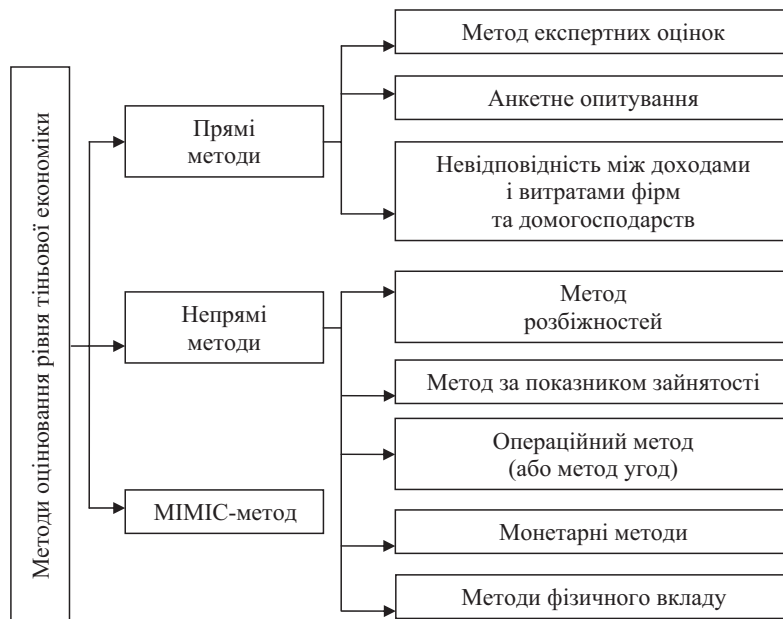 Методи оцінювання рівня тіньової економіки
Прямі
методи
Метод експертних оцінок
Анкетне опитування
Невідповідність між доходами
і витратами фірм
та домогосподарств
Непрямі
методи
Метод
розбіжностей
Метод за показником зайнятості
Операційний метод
(або метод угод)
Монетарні методи
Методи фізичного вкладу
МІМІС-метод